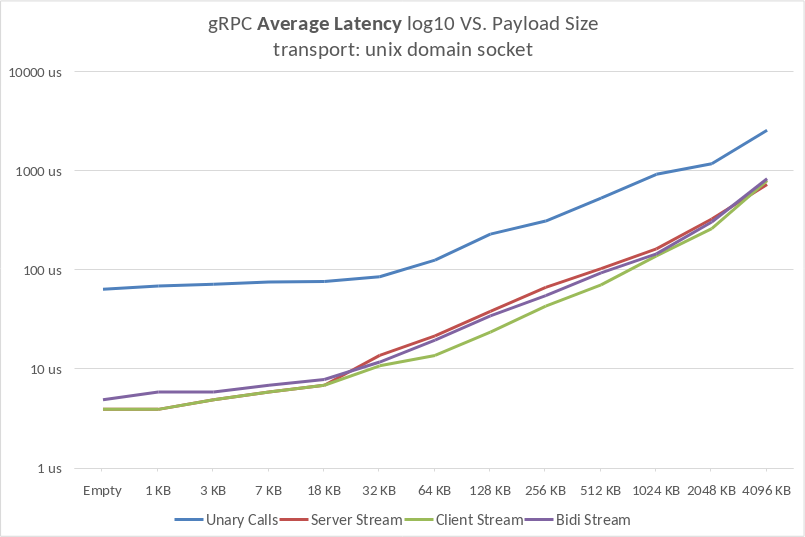 gRPC Average Latency log10 VS. Payload Size
transport: unix domain socket
10000 us
1000 us
100 us
10 us
1 us
Empty 1 KB 3 KB 7 KB 18 KB 32 KB 64 KB 128 KB 256 KB 512 KB 1024 KB 2048 KB 4096 KB
Unary Calls Server Stream Client Stream Bidi Stream